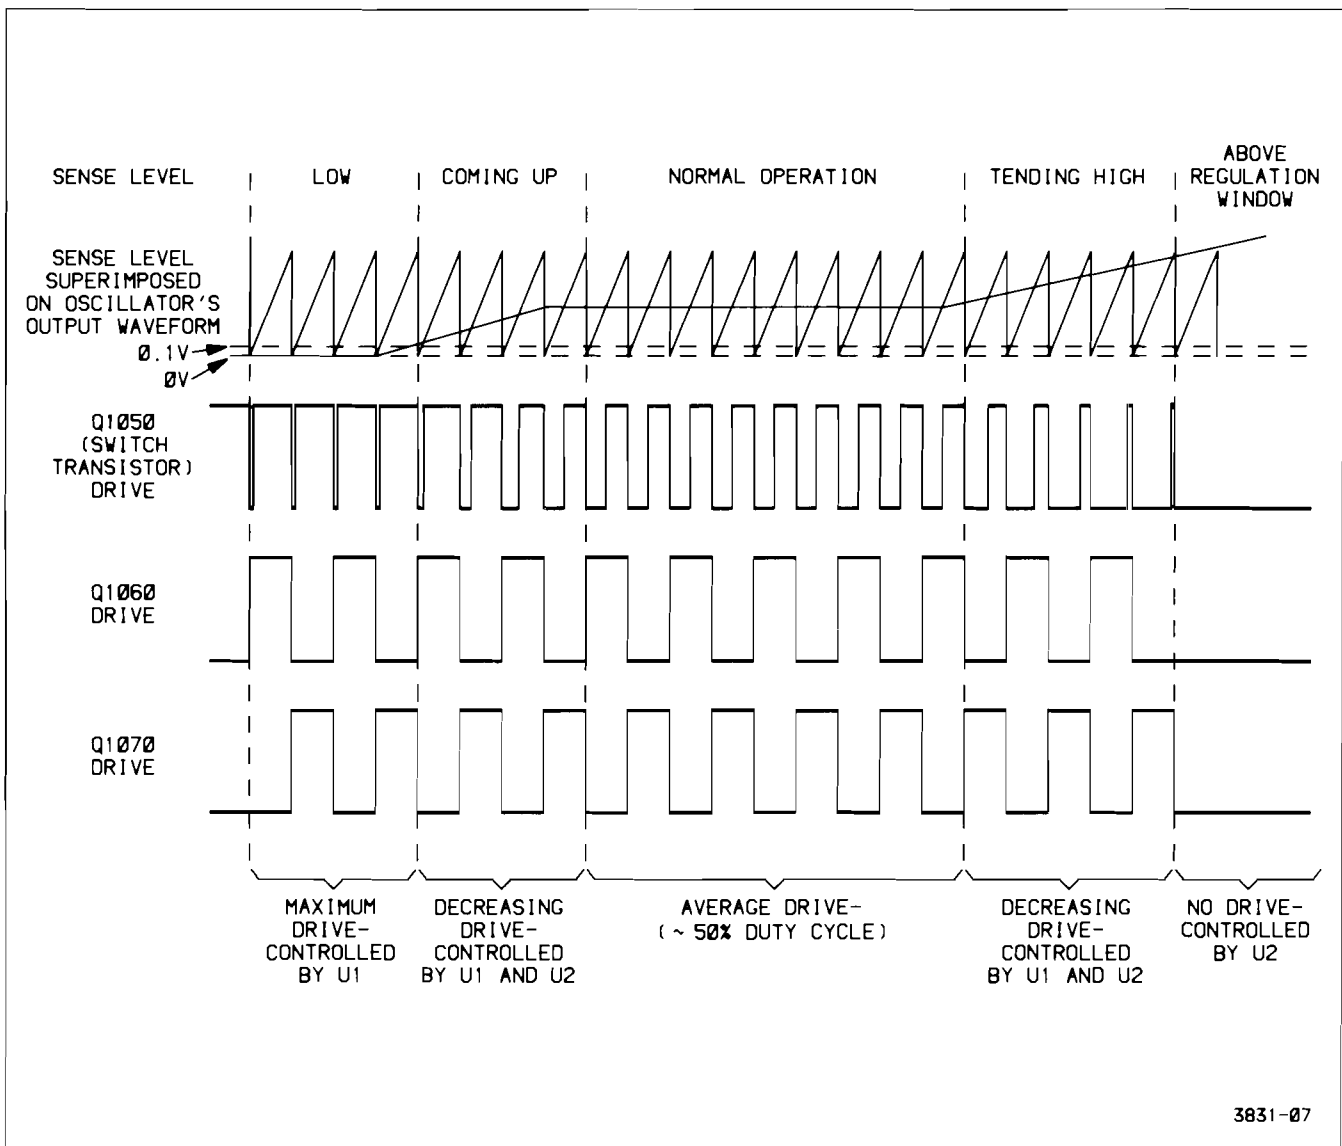 SENSE LEVEL
LOW
COMING UP
NORMAL OPERATION
TENDING HIGH
ABOVE
REGULATION
WINDOW
SENSE LEVEL
SUPERIMPOSED
ON OSCILLATOR'S
OUTPUT WAVEFORM
0.1V
0V
Q1050
(SWITCH
TRANSISTOR)
DRIVE
Q1060
DRIVE
Q1070
DRIVE
MAXIMUM
DRIVE-
CONTROLLED
BY U1
DECREASING
DRIVE-
CONTROLLED
BY U1 AND U2
AVERAGE DRIVE-
(~50% DUTY CYCLE)
DECREASING
DRIVE-
CONTROLLED
BY U1 AND U2
NO DRIVE-
CONTROLLED
BY U2
3831-07